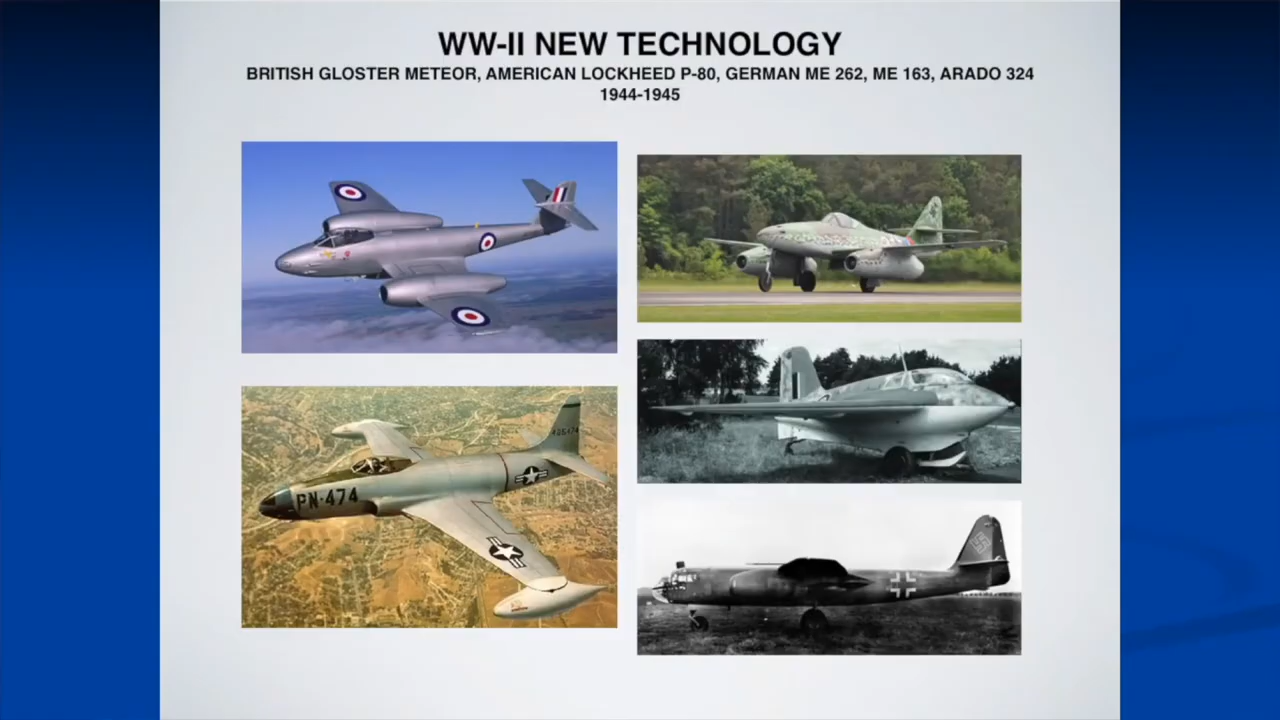 WW-II NEW TECHNOLOGY
BRITISH GLOSTER METEOR, AMERICAN LOCKHEED P-80, GERMAN ME 262, ME 163, ARADO 324
1944-1945
PN-474